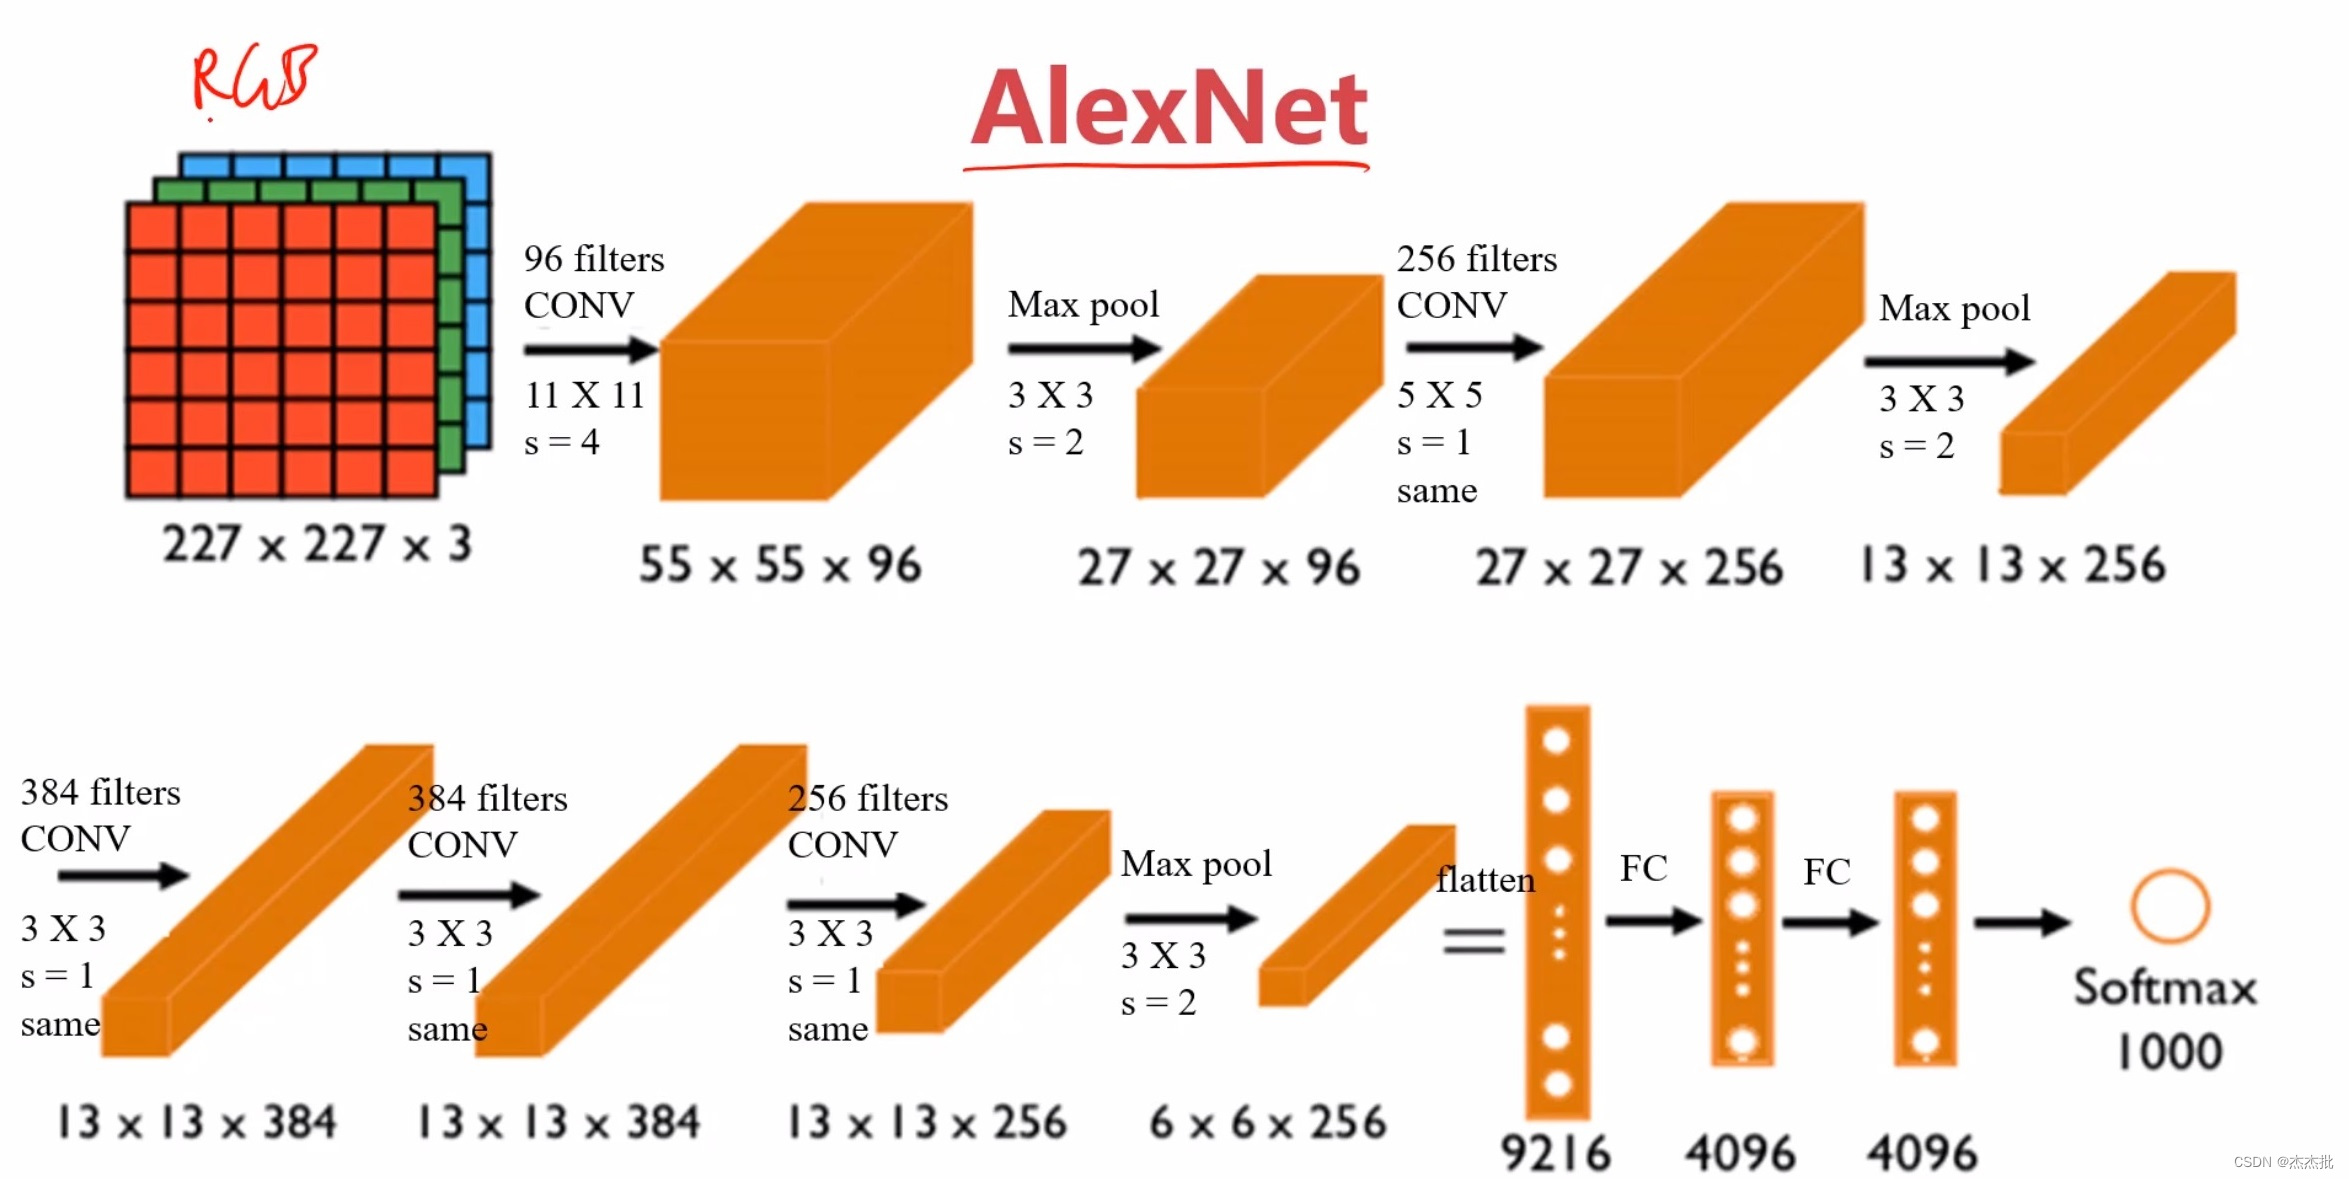 RGB
AlexNet
96 filters
CONV
11 X 11
s = 4
Max pool
3 X 3
s = 2
256 filters
CONV
5 X 5
s = 1
same
Max pool
3 X 3
s = 2
227 x 227 x 3
55 x 55 x 96
27 x 27 x 96
27 x 27 x 256
13 x 13 x 256
384 filters
CONV
3 X 3
s = 1
same
384 filters
CONV
3 X 3
s = 1
same
256 filters
CONV
3 X 3
s = 1
same
Max pool
3 X 3
s = 2
flatten
=
FC
FC
Softmax
1000
13 x 13 x 384
13 x 13 x 384
13 x 13 x 256
6 x 6 x 256
9216
4096
4096
CSDN @杰杰批